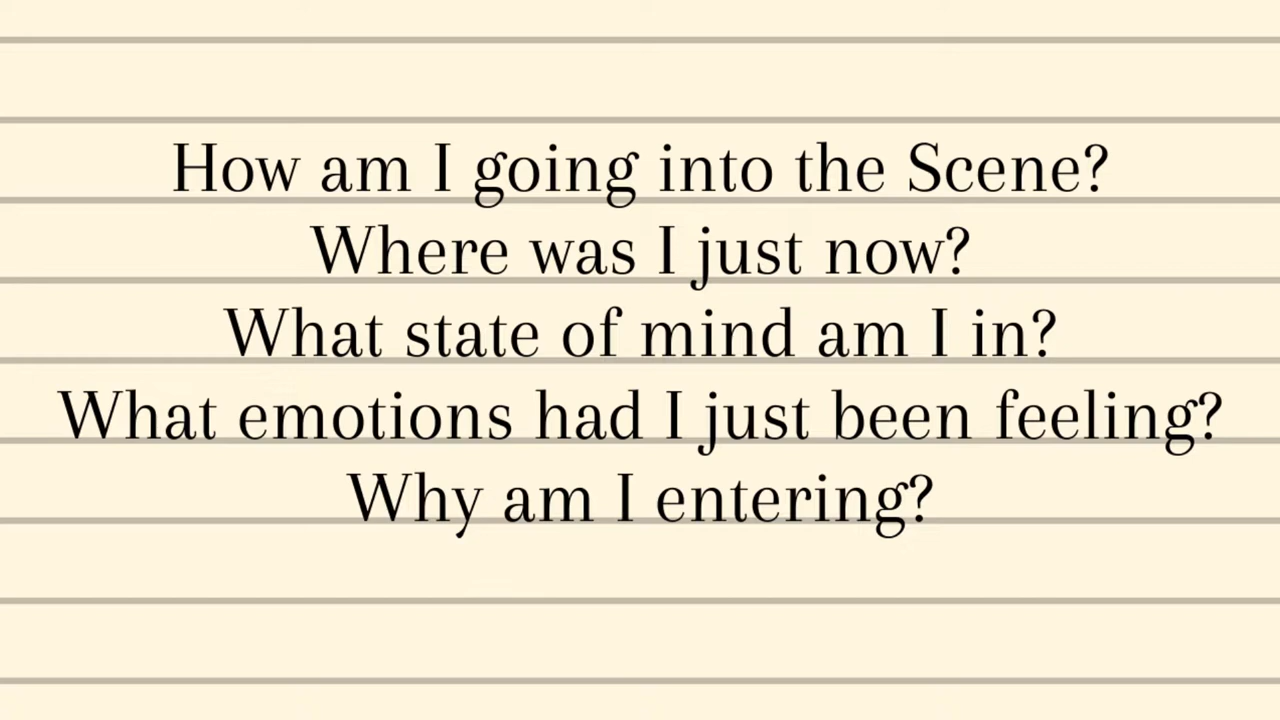 How am I going into the Scene?
Where was I just now?
What state of mind am I in?
What emotions had I just been feeling?
Why am I entering?